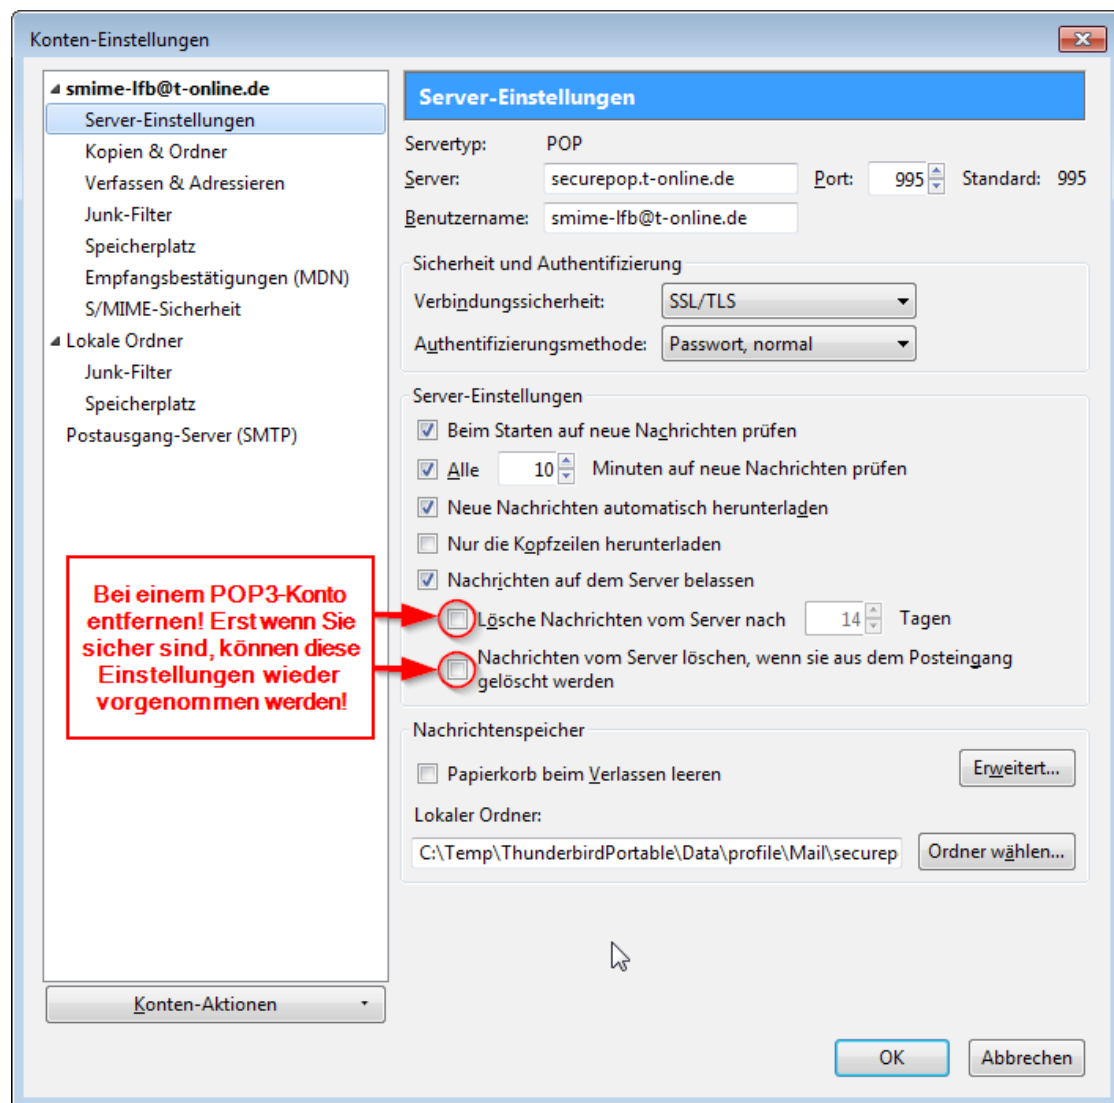 Konten-Einstellungen
smime-lfb@t-online.de
Server-Einstellungen
Kopien & Ordner
Verfassen & Adressieren
Junk-Filter
Speicherplatz
Empfangsbestätigungen (MDN)
S/MIME-Sicherheit
Lokale Ordner
Junk-Filter
Speicherplatz
Postausgang-Server (SMTP)
Bei einem POP3-Konto
entfernen! Erst wenn Sie
sicher sind, können diese
Einstellungen wieder
vorgenommen werden!
Konten-Aktionen
Server-Einstellungen
Servertyp: POP
Server: securepop.t-online.de Port: 995 Standard: 995
Benutzername: smime-lfb@t-online.de
Sicherheit und Authentifizierung
Verbindungssicherheit: SSL/TLS
Authentifizierungsmethode: Passwort, normal
Server-Einstellungen
Beim Starten auf neue Nachrichten prüfen
Alle 10 Minuten auf neue Nachrichten prüfen
Neue Nachrichten automatisch herunterladen
Nur die Kopfzeilen herunterladen
Nachrichten auf dem Server belassen
Lösche Nachrichten vom Server nach 14 Tagen
Nachrichten vom Server löschen, wenn sie aus dem Posteingang
gelöscht werden
Nachrichtenspeicher
Papierkorb beim Verlassen leeren Erweitert...
Lokaler Ordner:
C:\Temp\ThunderbirdPortable\Data\profile\Mail\securep Ordner wählen...
OK Abbrechen